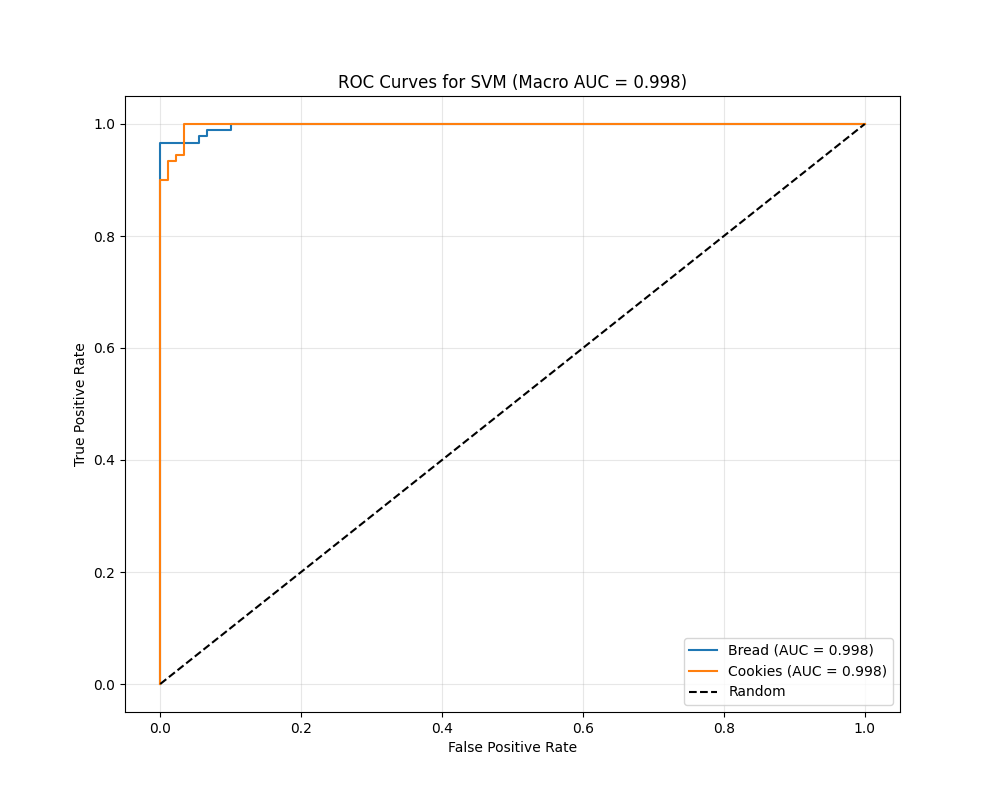 ROC Curves for SVM (Macro AUC = 0.998)
True Positive Rate
1.0
0.8
0.6
0.4
0.2
0.0
0.0 0.2 0.4 0.6 0.8 1.0
False Positive Rate
Bread (AUC = 0.998)
Cookies (AUC = 0.998)
Random